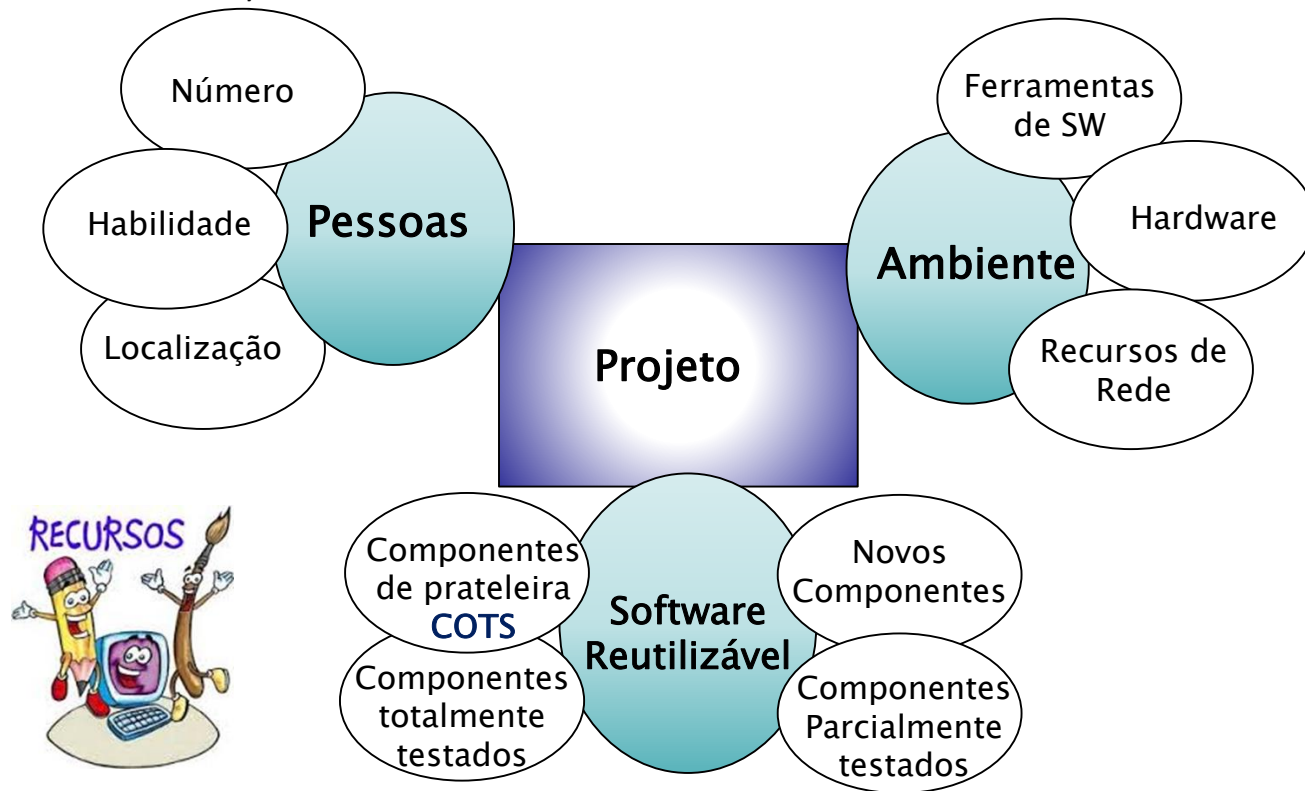 Número
Habilidade
Localização
Pessoas
Ferramentas
de SW
Hardware
Recursos de
Rede
Ambiente
Projeto
RECURSOS
Componentes
de prateleira
COTS
Componentes
totalmente
testados
Software
Reutilizável
Novos
Componentes
Componentes
Parcialmente
testados